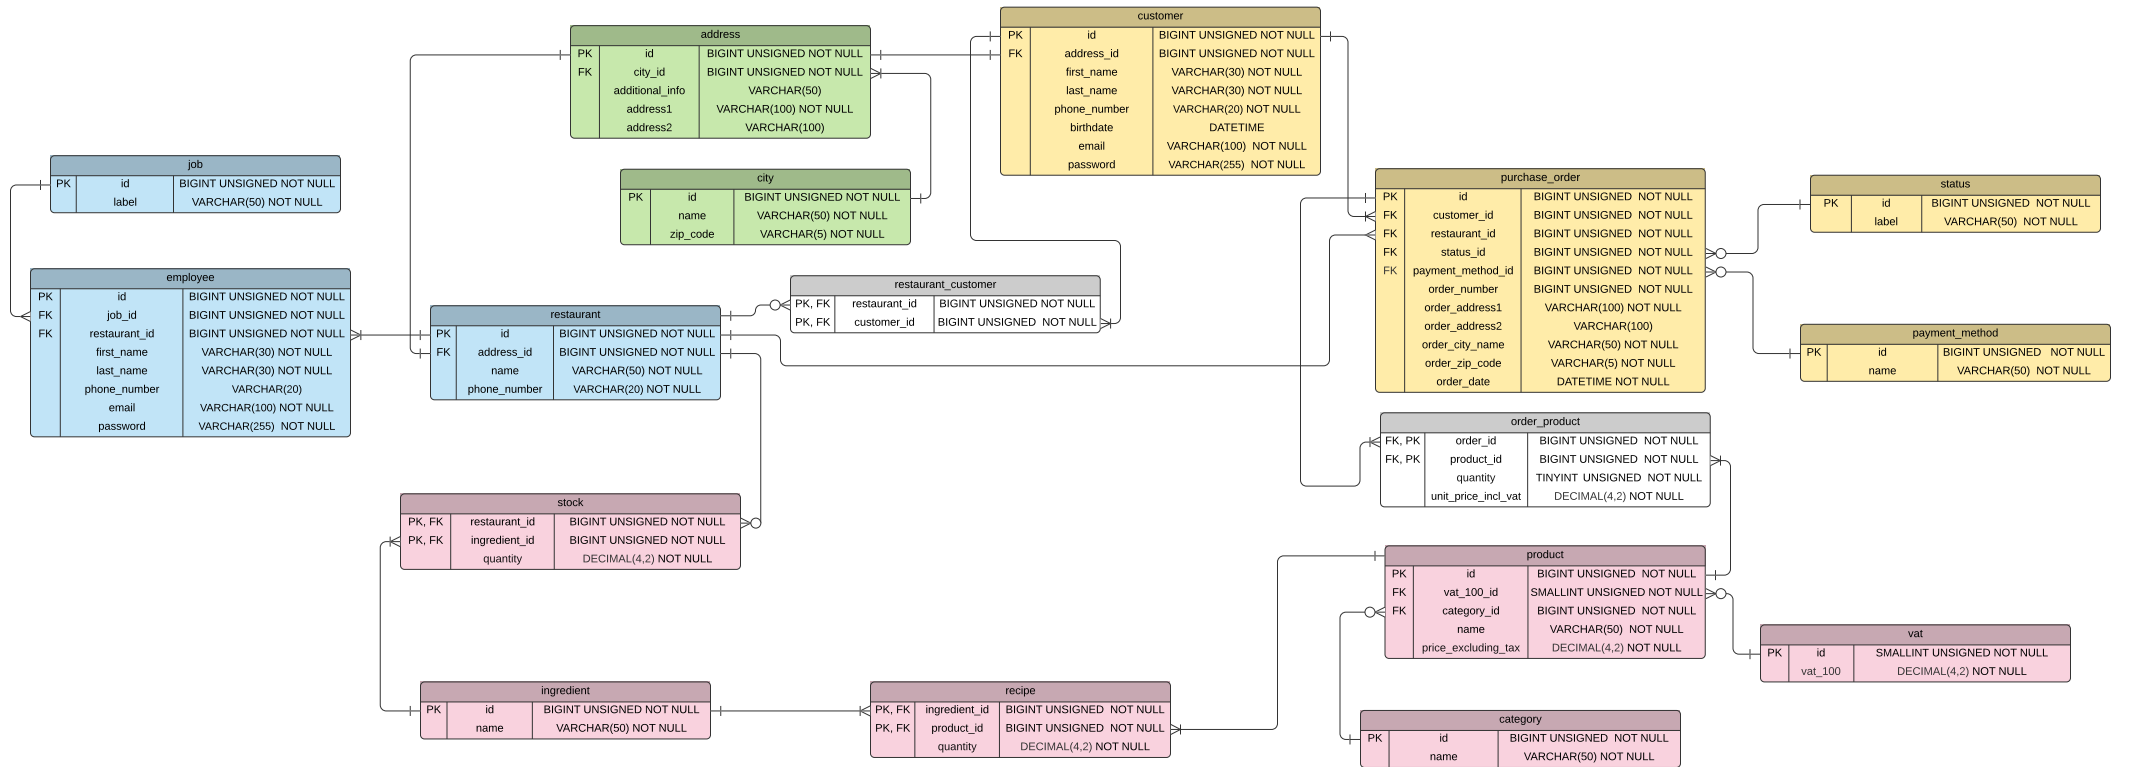 address
PK id BIGINT UNSIGNED NOT NULL
FK city_id BIGINT UNSIGNED NOT NULL
additional_info VARCHAR(50)
address1 VARCHAR(100) NOT NULL
address2 VARCHAR(100)
customer
PK id BIGINT UNSIGNED NOT NULL
FK address_id BIGINT UNSIGNED NOT NULL
first_name VARCHAR(30) NOT NULL
last_name VARCHAR(30) NOT NULL
phone_number VARCHAR(20) NOT NULL
birthdate DATETIME
email VARCHAR(100) NOT NULL
password VARCHAR(255) NOT NULL
job
PK id BIGINT UNSIGNED NOT NULL
label VARCHAR(50) NOT NULL
city
PK id BIGINT UNSIGNED NOT NULL
name VARCHAR(50) NOT NULL
zip_code VARCHAR(5) NOT NULL
purchase_order
PK id BIGINT UNSIGNED NOT NULL
FK customer_id BIGINT UNSIGNED NOT NULL
FK restaurant_id BIGINT UNSIGNED NOT NULL
FK status_id BIGINT UNSIGNED NOT NULL
FK payment_method_id BIGINT UNSIGNED NOT NULL
order_number BIGINT UNSIGNED NOT NULL
order_address1 VARCHAR(100) NOT NULL
order_address2 VARCHAR(100)
order_city_name VARCHAR(50) NOT NULL
order_zip_code VARCHAR(5) NOT NULL
order_date DATETIME NOT NULL
status
PK id BIGINT UNSIGNED NOT NULL
label VARCHAR(50) NOT NULL
employee
PK id BIGINT UNSIGNED NOT NULL
FK job_id BIGINT UNSIGNED NOT NULL
FK restaurant_id BIGINT UNSIGNED NOT NULL
first_name VARCHAR(30) NOT NULL
last_name VARCHAR(30) NOT NULL
phone_number VARCHAR(20)
email VARCHAR(100) NOT NULL
password VARCHAR(255) NOT NULL
restaurant_customer
PK, FK restaurant_id BIGINT UNSIGNED NOT NULL
PK, FK customer_id BIGINT UNSIGNED NOT NULL
restaurant
PK id BIGINT UNSIGNED NOT NULL
FK address_id BIGINT UNSIGNED NOT NULL
name VARCHAR(50) NOT NULL
phone_number VARCHAR(20) NOT NULL
payment_method
PK id BIGINT UNSIGNED NOT NULL
name VARCHAR(50) NOT NULL
order_product
FK, PK order_id BIGINT UNSIGNED NOT NULL
FK, PK product_id BIGINT UNSIGNED NOT NULL
quantity TINYINT UNSIGNED NOT NULL
unit_price_incl_vat DECIMAL(4,2) NOT NULL
stock
PK, FK restaurant_id BIGINT UNSIGNED NOT NULL
PK, FK ingredient_id BIGINT UNSIGNED NOT NULL
quantity DECIMAL(4,2) NOT NULL
product
PK id BIGINT UNSIGNED NOT NULL
FK vat_100_id SMALLINT UNSIGNED NOT NULL
FK category_id BIGINT UNSIGNED NOT NULL
name VARCHAR(50) NOT NULL
price_excluding_tax DECIMAL(4,2) NOT NULL
vat
PK id SMALLINT UNSIGNED NOT NULL
vat_100 DECIMAL(4,2) NOT NULL
ingredient
PK id BIGINT UNSIGNED NOT NULL
name VARCHAR(50) NOT NULL
recipe
PK, FK ingredient_id BIGINT UNSIGNED NOT NULL
PK, FK product_id BIGINT UNSIGNED NOT NULL
quantity DECIMAL(4,2) NOT NULL
category
PK id BIGINT UNSIGNED NOT NULL
name VARCHAR(50) NOT NULL